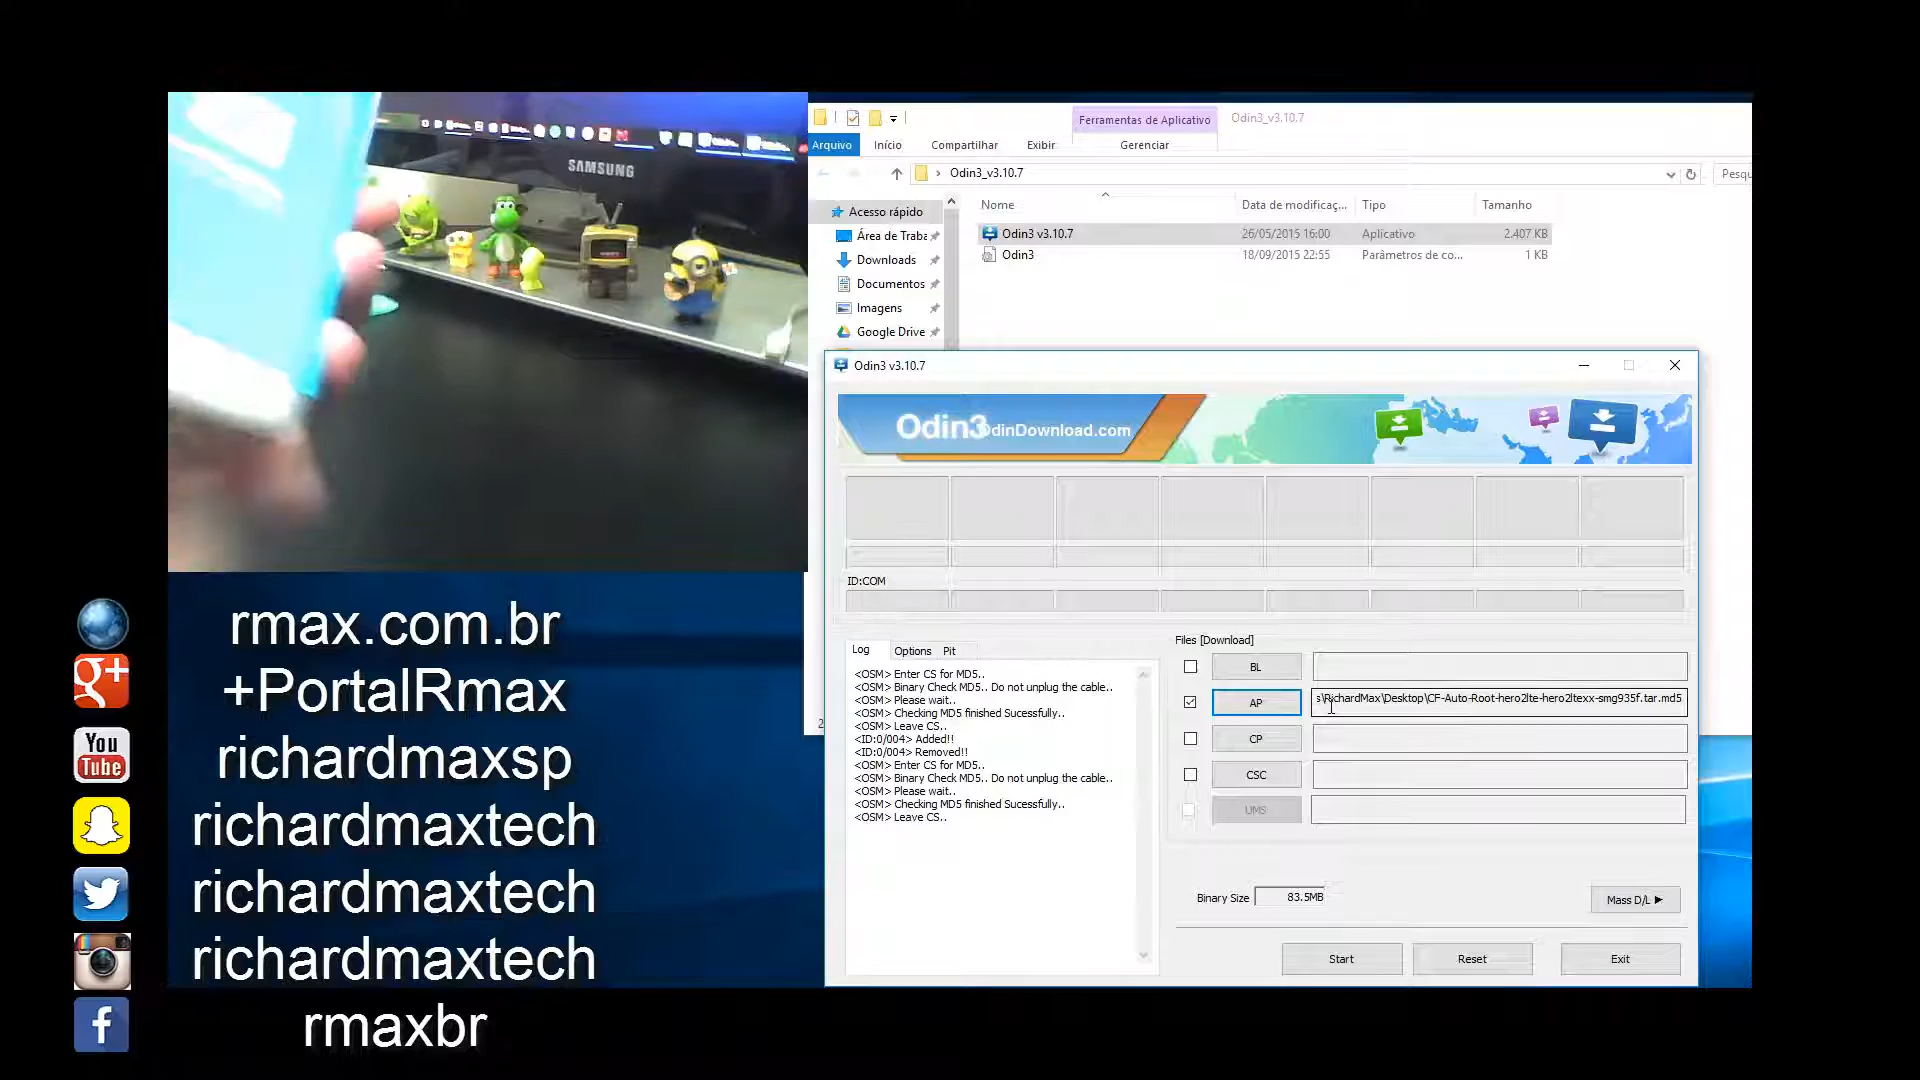 SAMSUNG
Ferramentas de Aplicativo
Odin3_v3.10.7
Arquivo
Início
Compartilhar
Exibir
Gerenciar
Odin3_v3.10.7
Pesqu
Acesso rápido
Área de Traba
Downloads
Documentos
Imagens
Google Drive
Nome
Data de modificaç...
Tipo
Tamanho
Odin3 v3.10.7
26/05/2015 16:00
Aplicativo
2.407 KB
Odin3
18/09/2015 22:55
Parâmetros de co...
1 KB
Odin3 v3.10.7
Odin3
OdinDownload.com
ID:COM
Log
Options
Pit
<OSM> Enter CS for MD5..
<OSM> Binary Check MD5.. Do not unplug the cable..
<OSM> Please wait..
<OSM> Checking MD5 finished Sucessfully..
<OSM> Leave CS..
<ID:0/004> Added!!
<ID:0/004> Removed!!
<OSM> Enter CS for MD5..
<OSM> Binary Check MD5.. Do not unplug the cable..
<OSM> Please wait..
<OSM> Checking MD5 finished Sucessfully..
<OSM> Leave CS..
Files [Download]
BL
AP
s\RichardMax\Desktop\CF-Auto-Root-hero2lte-hero2ltexx-smg935f.tar.md5
CP
CSC
UMS
Binary Size
83.5MB
Mass D/L
Start
Reset
Exit
rmax.com.br
g+
+PortalRmax
You
Tube
richardmaxsp
richardmaxtech
richardmaxtech
richardmaxtech
f
rmaxbr